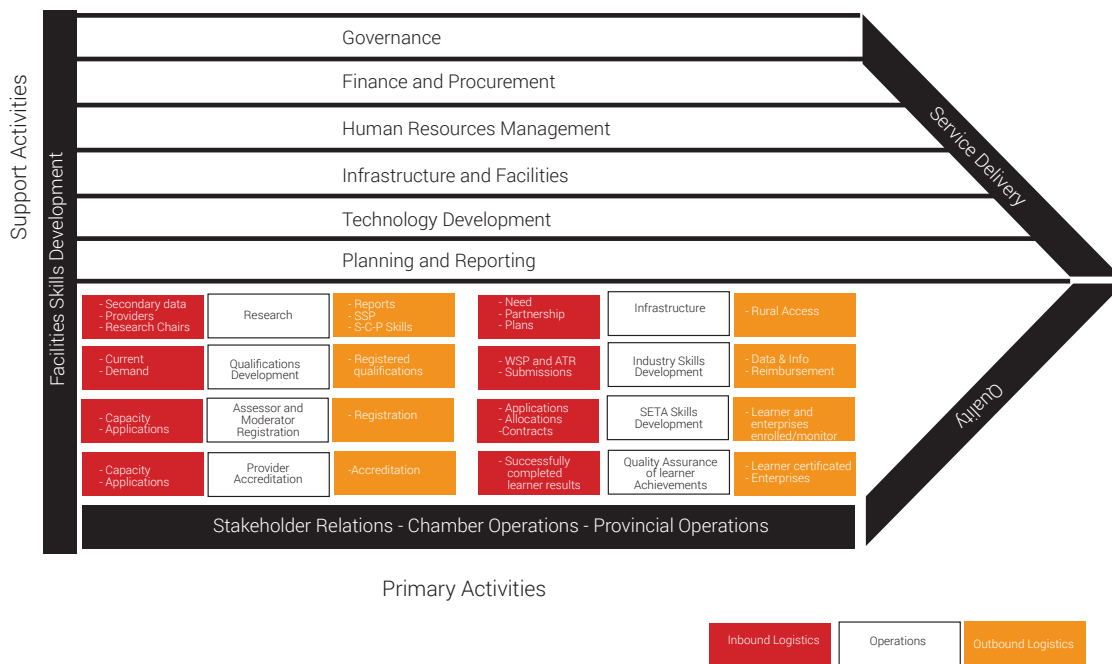 Support Activities
Facilities Skills Development
Governance
Finance and Procurement
Human Resources Management
Infrastructure and Facilities
Technology Development
Planning and Reporting
Service Delivery
Quality
- Secondary data
- Providers
- Research Chairs
Research
- Reports
- SSP
- S-C-P Skills
- Need
- Partnership
- Plans
Infrastructure
- Rural Access
- Current
- Demand
Qualifications
Development
- Registered
qualifications
- WSP and ATR
- Submissions
Industry Skills
Development
- Data & Info
- Reimbursement
- Capacity
- Applications
Assessor and
Moderator
Registration
- Registration
- Applications
- Allocations
-Contracts
SETA Skills
Development
- Learner and
enterprises
enrolled/monitor
- Capacity
- Applications
Provider
Accreditation
-Accreditation
- Successfully
completed
learner results
Quality Assurance
of learner
Achievements
- Learner certificated
- Enterprises
Stakeholder Relations - Chamber Operations - Provincial Operations
Primary Activities
Inbound Logistics
Operations
Outbound Logistics